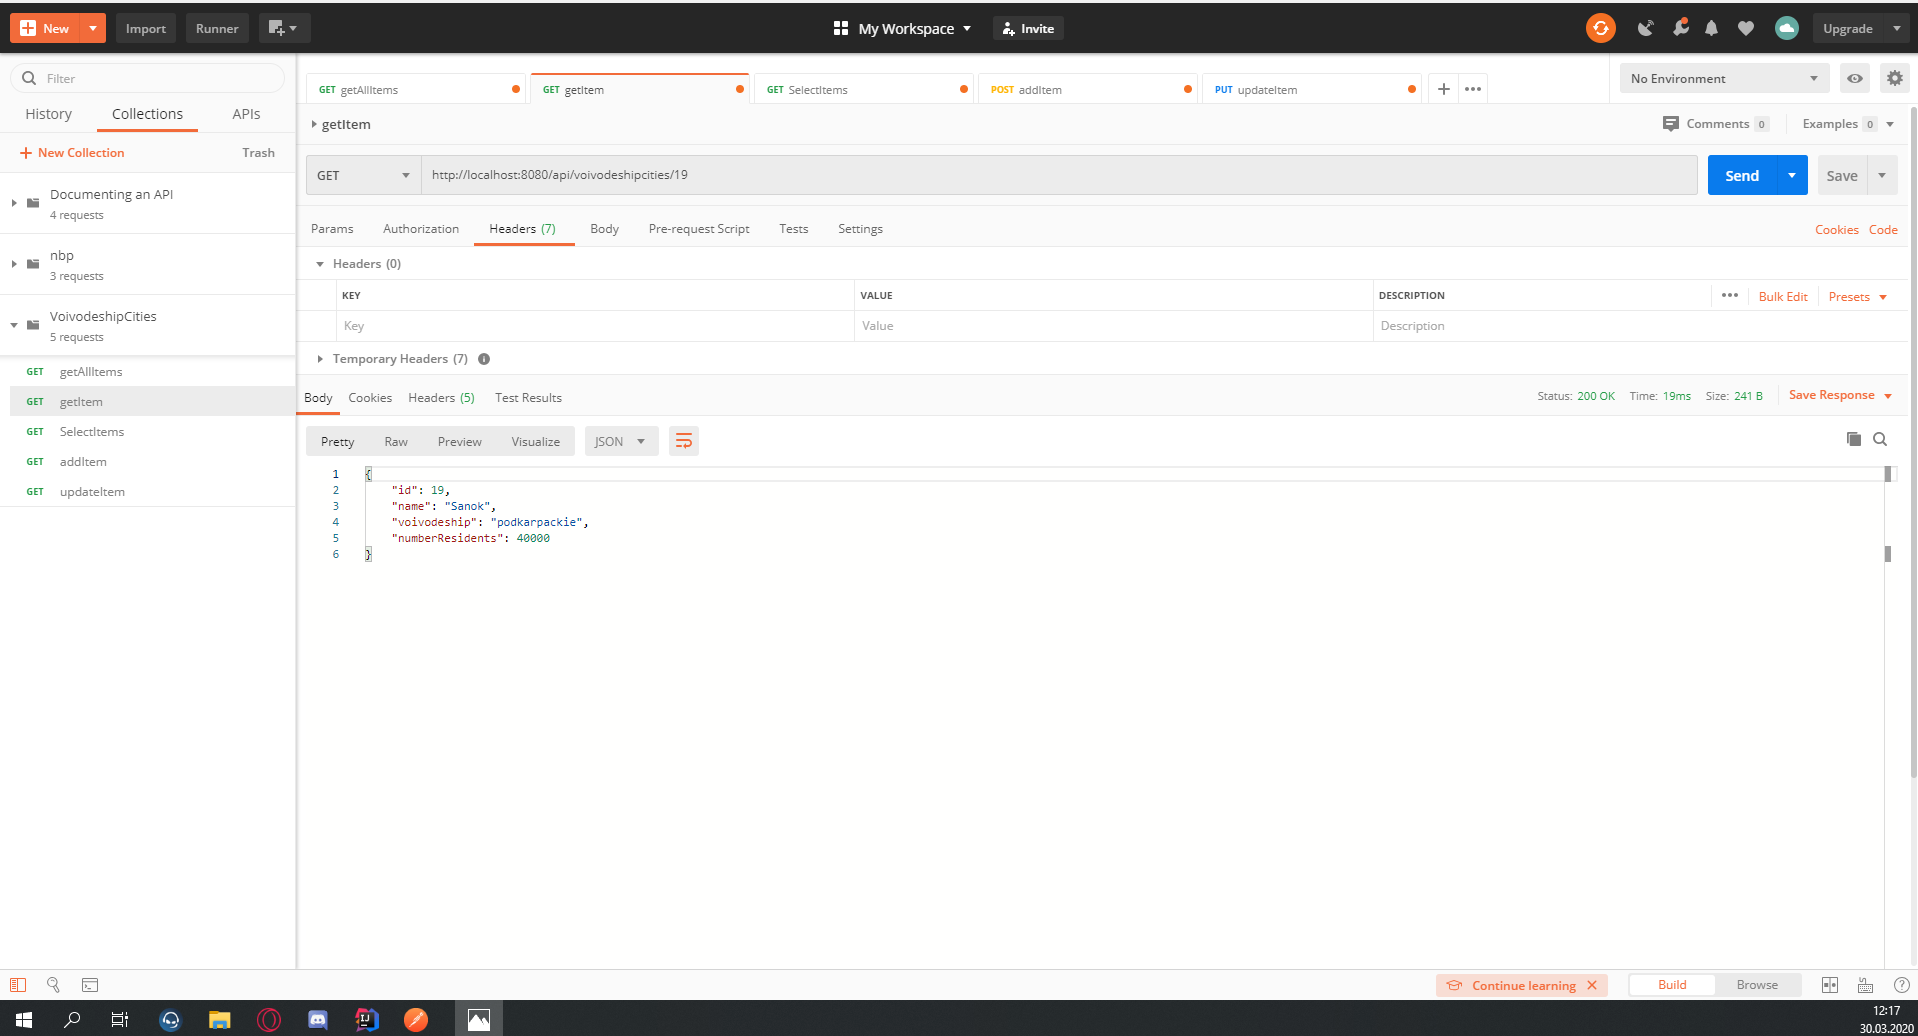 New Import Runner My Workspace Invite Upgrade
Filter
History Collections APIs
New Collection Trash
Documenting an API
4 requests
nbp
3 requests
VoivodeshipCities
5 requests
GET getAllItems
GET getItem
GET SelectItems
GET addItem
GET updateItem
GET getAllItems GET getItem GET SelectItems POST addItem PUT updateItem + ••• No Environment
getItem Comments 0 Examples 0
GET http://localhost:8080/api/voivodeshipcities/19 Send Save
Params Authorization Headers (7) Body Pre-request Script Tests Settings Cookies Code
Headers (0)
KEY VALUE DESCRIPTION ••• Bulk Edit Presets
Key Value Description
Temporary Headers (7)
Body Cookies Headers (5) Test Results Status: 200 OK Time: 19ms Size: 241 B Save Response
Pretty Raw Preview Visualize JSON
1 {
2 "id": 19,
3 "name": "Sanok",
4 "voivodeship": "podkarpackie",
5 "numberResidents": 40000
6 }
Continue learning ✕ Build Browse
12:17
30.03.2020